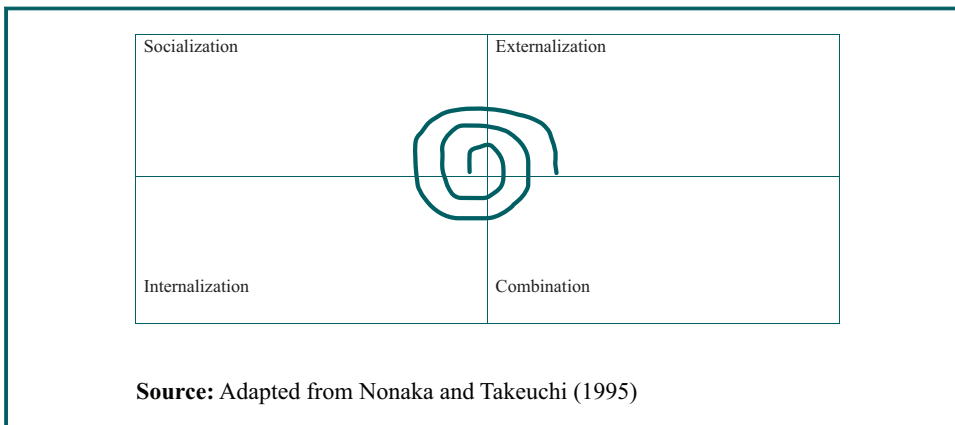 Socialization
Externalization
Internalization
Combination
Source: Adapted from Nonaka and Takeuchi (1995)